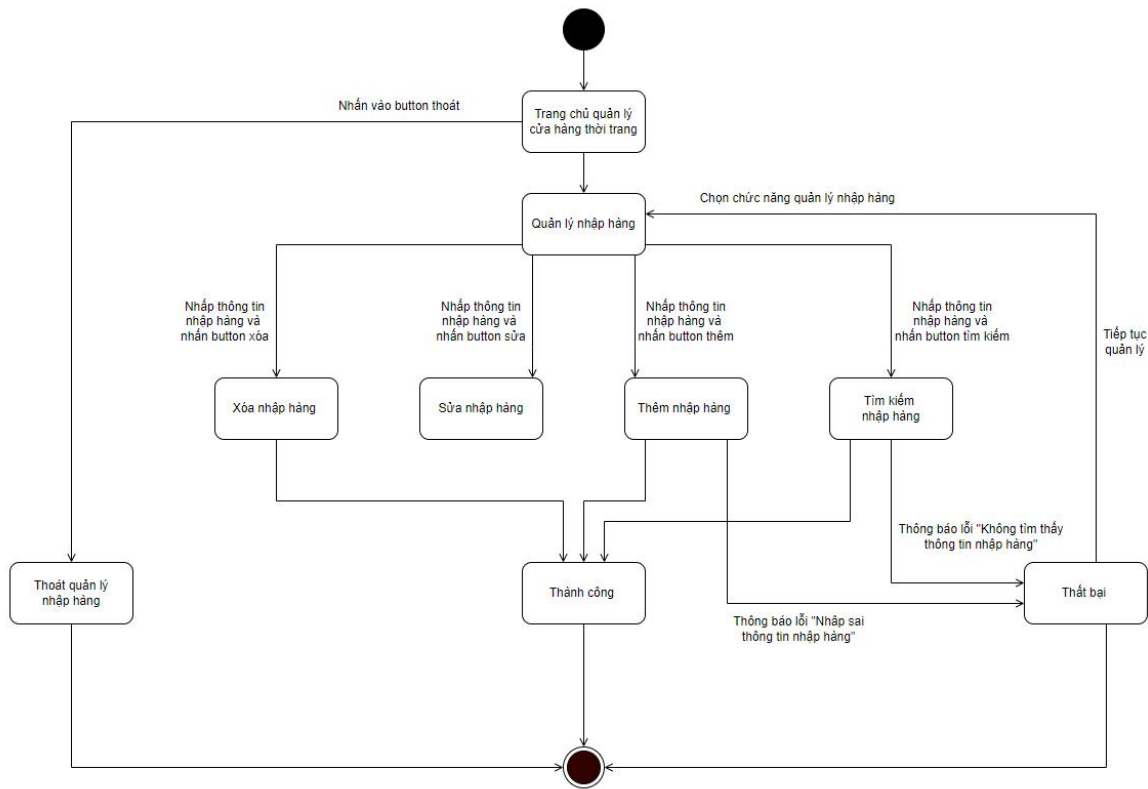 Nhấn vào button thoát
Trang chủ quản lý
cửa hàng thời trang
Quản lý nhập hàng
Chọn chức năng quản lý nhập hàng
Nhấp thông tin
nhập hàng và
nhấn button xóa
Nhấp thông tin
nhập hàng và
nhấn button sửa
Nhấp thông tin
nhập hàng và
nhấn button thêm
Nhấp thông tin
nhập hàng và
nhấn button tìm kiếm
Tiếp tục
quản lý
Xóa nhập hàng
Sửa nhập hàng
Thêm nhập hàng
Tìm kiếm
nhập hàng
Thông báo lỗi "Không tìm thấy
thông tin nhập hàng"
Thoát quản lý
nhập hàng
Thành công
Thất bại
Thông báo lỗi "Nhâp sai
thông tin nhập hàng"